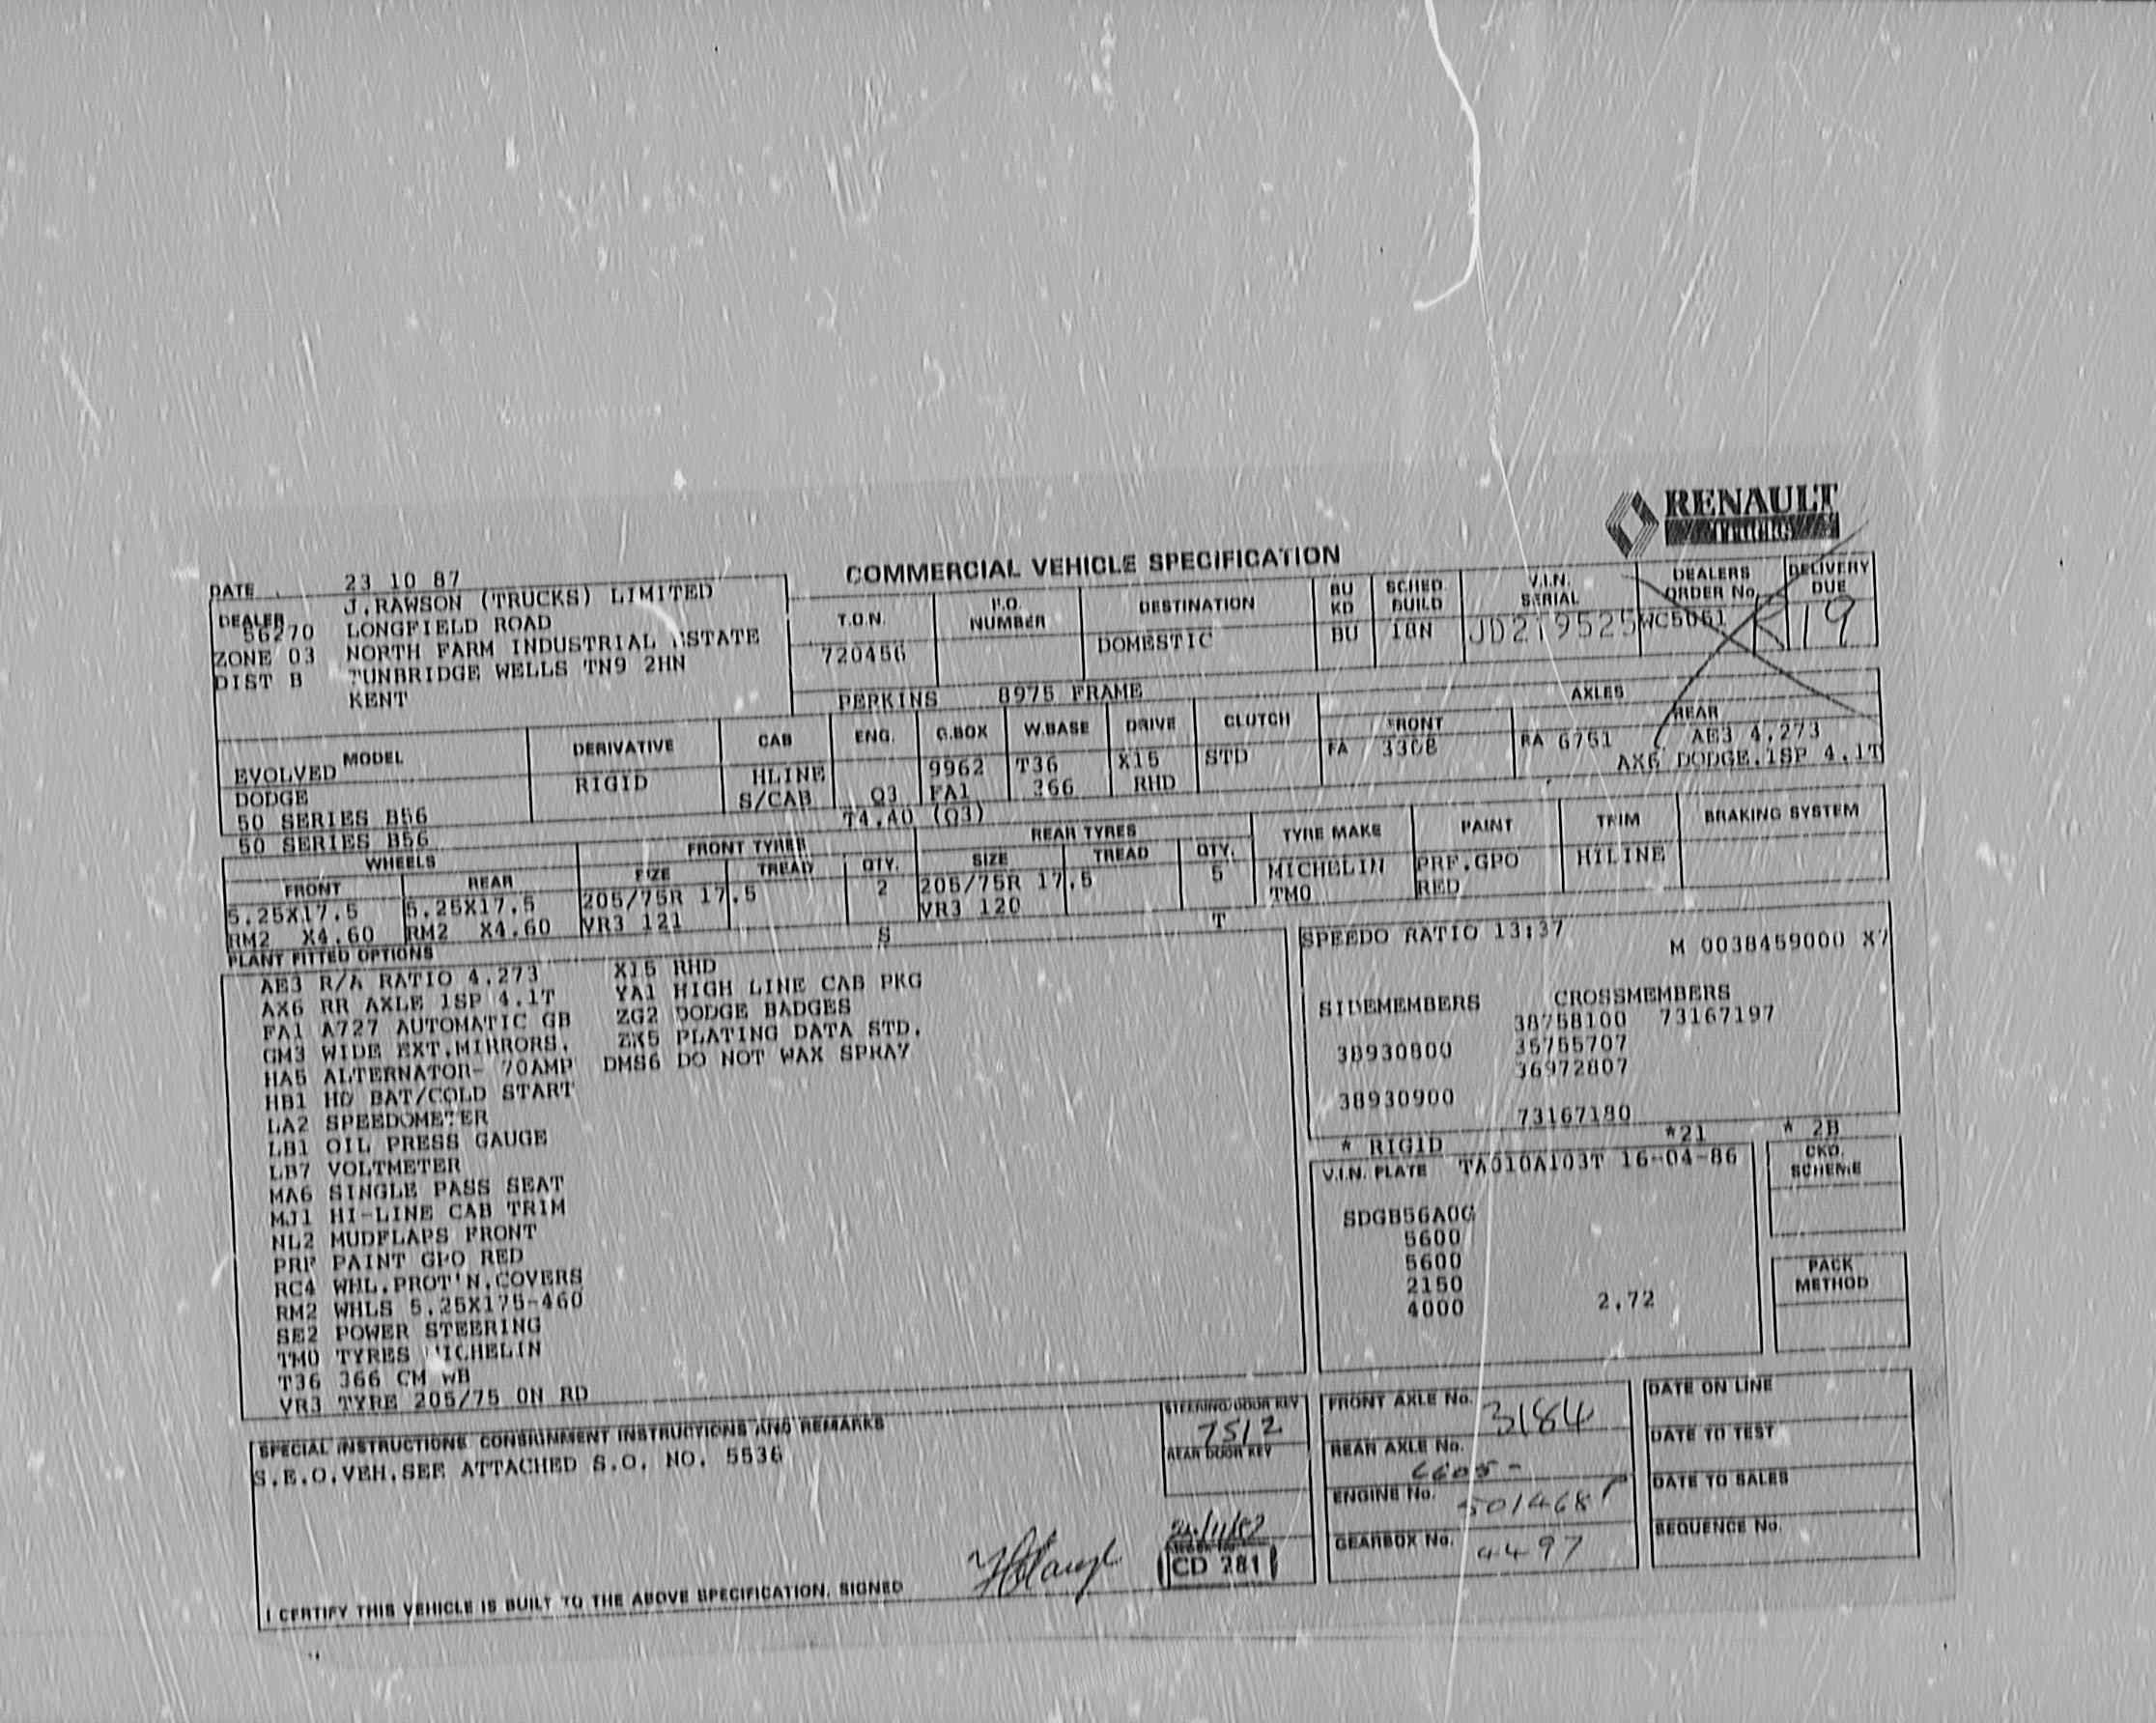 RENAULT
TRUCKS
COMMERCIAL VEHICLE SPECIFICATION
DATE 23 10 87
DEALER J.RAWSON (TRUCKS) LIMITED
56270 LONGFIELD ROAD
ZONE 03 NORTH FARM INDUSTRIAL ESTATE
DIST B TUNBRIDGE WELLS TN9 2HN
KENT
T.O.N. P.O. NUMBER DESTINATION BU KD SCHED. BUILD V.I.N. SERIAL DEALERS ORDER No. DELIVERY DUE
720456 DOMESTIC BU 18N JD219525 WC5061 R 19
PERKINS 8975 FRAME
MODEL DERIVATIVE CAB ENG. G.BOX W.BASE DRIVE CLUTCH AXLES FRONT REAR
EVOLVED RIGID HLINE 9962 T36 X15 STD FA 3308 RA 6751 AE3 4.273
DODGE S/CAB Q3 FA1 366 RHD AX6 DODGE.1SP 4.1T
50 SERIES B56 74.40 (Q3)
50 SERIES B56
WHEELS FRONT TYRES REAR TYRES TYRE MAKE PAINT TRIM BRAKING SYSTEM
FRONT REAR SIZE TREAD QTY. SIZE TREAD QTY.
5.25X17.5 5.25X17.5 205/75R 17.5 2 205/75R 17.5 5 MICHELIN PRF.GPO HILINE
RM2 X4.60 RM2 X4.60 VR3 121 VR3 120 TMO RED
PLANT FITTED OPTIONS S T
AE3 R/A RATIO 4.273 X15 RHD
AX6 RR AXLE 1SP 4.1T YA1 HIGH LINE CAB PKG
FA1 A727 AUTOMATIC GB ZG2 DODGE BADGES
GM3 WIDE EXT.MIRRORS. ZK5 PLATING DATA STD.
HA5 ALTERNATOR- 70AMP DMS6 DO NOT WAX SPRAY
HB1 HD BAT/COLD START
LA2 SPEEDOMETER
LB1 OIL PRESS GAUGE
LB7 VOLTMETER
MA6 SINGLE PASS SEAT
MJ1 HI-LINE CAB TRIM
NL2 MUDFLAPS FRONT
PRF PAINT GPO RED
RC4 WHL.PROT'N.COVERS
RM2 WHLS 5.25X175-460
SE2 POWER STEERING
TMO TYRES MICHELIN
T36 366 CM WB
VR3 TYRE 205/75 ON RD
SPEEDO RATIO 13:37
M 0038459000 X7
SIDEMEMBERS CROSSMEMBERS
38758100 73167197
38930800 35755707
36972807
38930900
73167180
* RIGID *21 * 2B
V.I.N. PLATE TA010A103T 16-04-86
SDGB56A0G
5600
5600
2150
4000 2.72
CKD. SCHEME
PACK METHOD
SPECIAL INSTRUCTIONS CONSIGNMENT INSTRUCTIONS AND REMARKS
S.E.O.VEH.SEE ATTACHED S.O. NO. 5536
STEERING/DOOR KEY
7512
REAR DOOR KEY
CD 281
FRONT AXLE No. 3184
REAR AXLE No. 6605-
ENGINE No.
GEARBOX No. 4497
DATE ON LINE
DATE TO TEST
DATE TO SALES
SEQUENCE No.
I CERTIFY THIS VEHICLE IS BUILT TO THE ABOVE SPECIFICATION. SIGNED